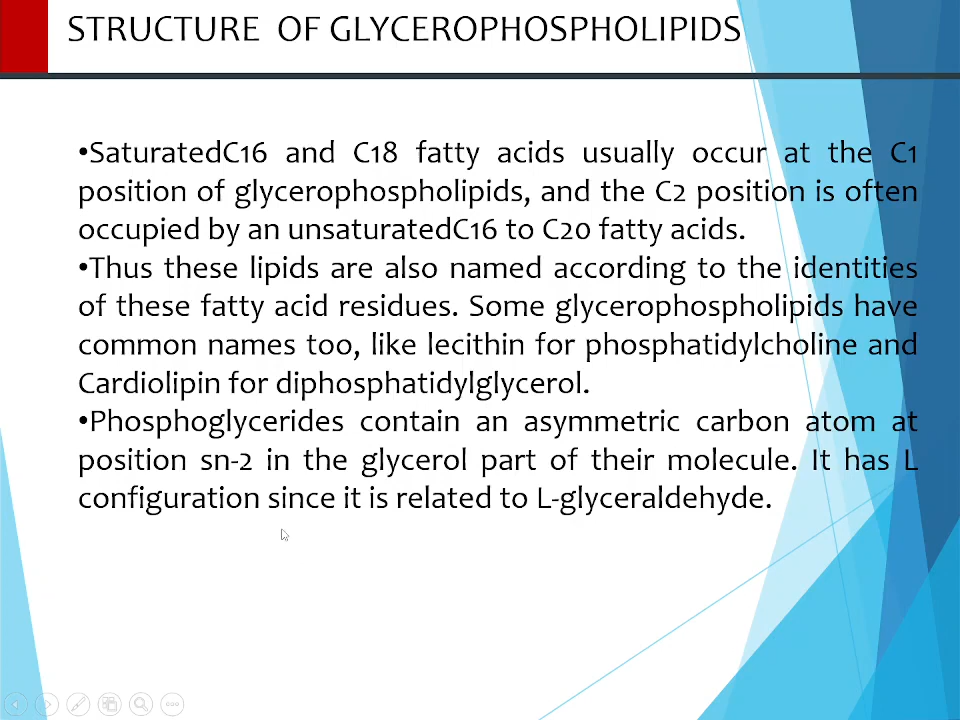 STRUCTURE OF GLYCEROPHOSPHOLIPIDS
•SaturatedC16 and C18 fatty acids usually occur at the C1
position of glycerophospholipids, and the C2 position is often
occupied by an unsaturatedC16 to C20 fatty acids.
•Thus these lipids are also named according to the identities
of these fatty acid residues. Some glycerophospholipids have
common names too, like lecithin for phosphatidylcholine and
Cardiolipin for diphosphatidylglycerol.
•Phosphoglycerides contain an asymmetric carbon atom at
position sn-2 in the glycerol part of their molecule. It has L
configuration since it is related to L-glyceraldehyde.